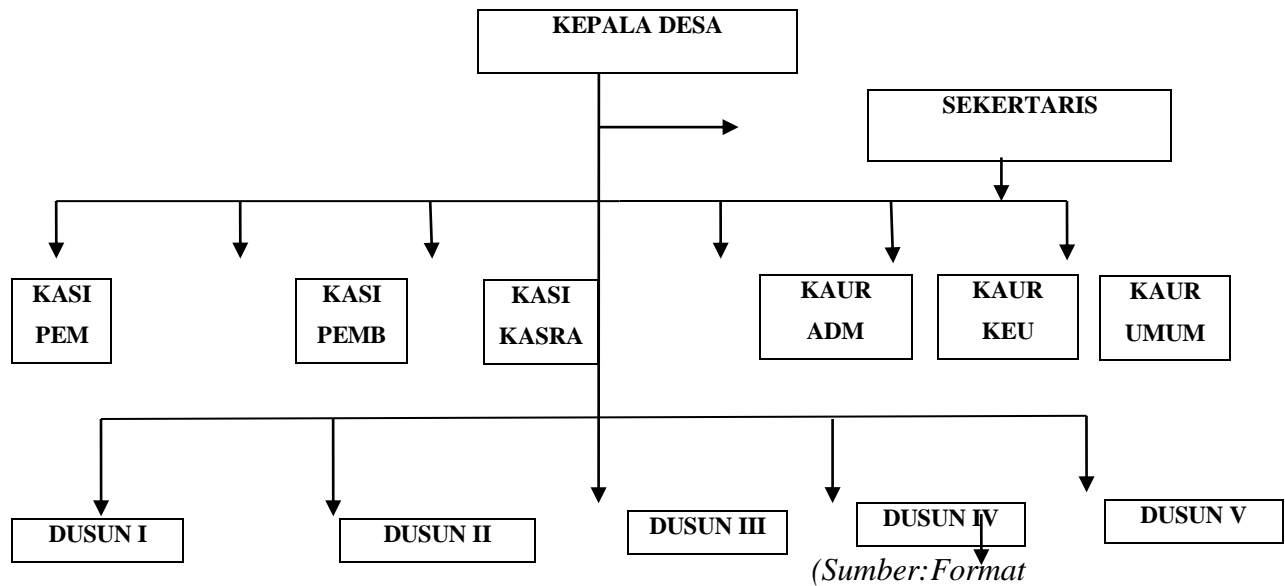 KEPALA DESA
SEKERTARIS
KASI
PEM
KASI
PEMB
KASI
KASRA
KAUR
ADM
KAUR
KEU
KAUR
UMUM
DUSUN I
DUSUN II
DUSUN III
DUSUN IV
DUSUN V
(Sumber:Format